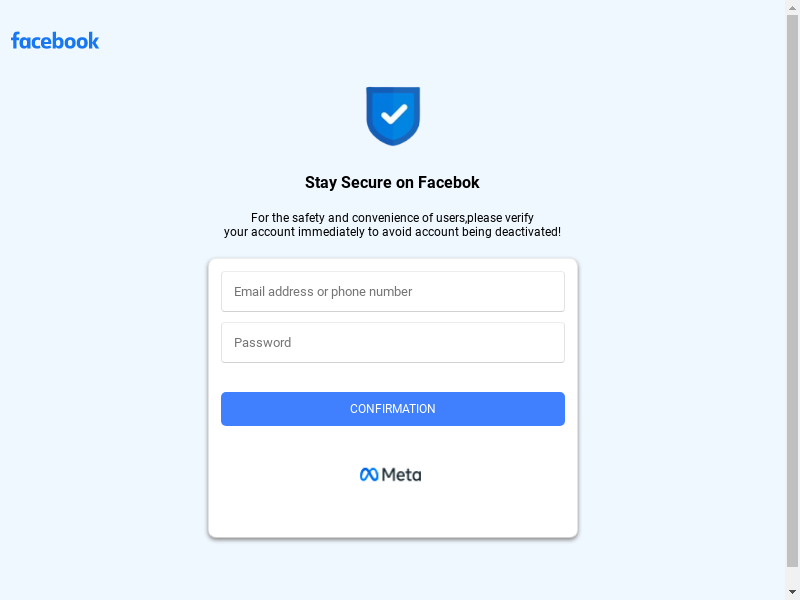 facebook
Stay Secure on Facebok
For the safety and convenience of users,please verify
your account immediately to avoid account being deactivated!
Email address or phone number
Password
CONFIRMATION
Meta